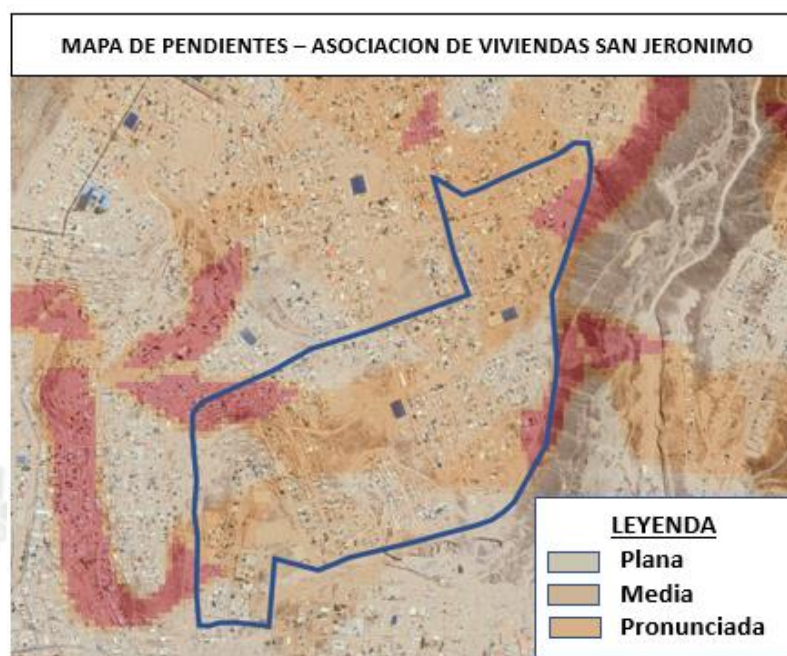 MAPA DE PENDIENTES – ASOCIACION DE VIVIENDAS SAN JERONIMO
LEYENDA
Plana
Media
Pronunciada